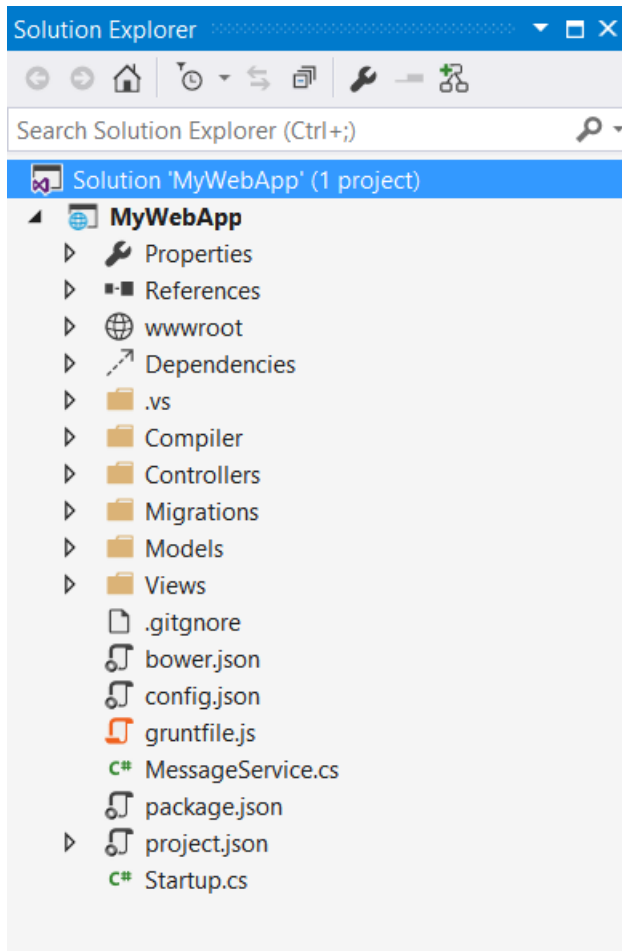 Solution Explorer
Search Solution Explorer (Ctrl+;)
Solution 'MyWebApp' (1 project)
MyWebApp
Properties
References
wwwroot
Dependencies
.vs
Compiler
Controllers
Migrations
Models
Views
.gitgnore
bower.json
config.json
gruntfile.js
C# MessageService.cs
package.json
project.json
C# Startup.cs